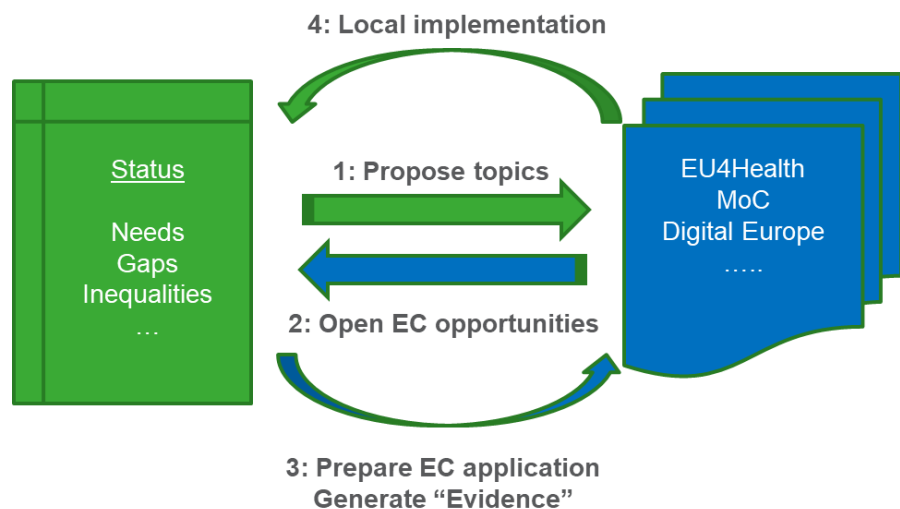 4: Local implementation
Status
Needs
Gaps
Inequalities
…
1: Propose topics
2: Open EC opportunities
EU4Health
MoC
Digital Europe
…..
3: Prepare EC application
Generate “Evidence”